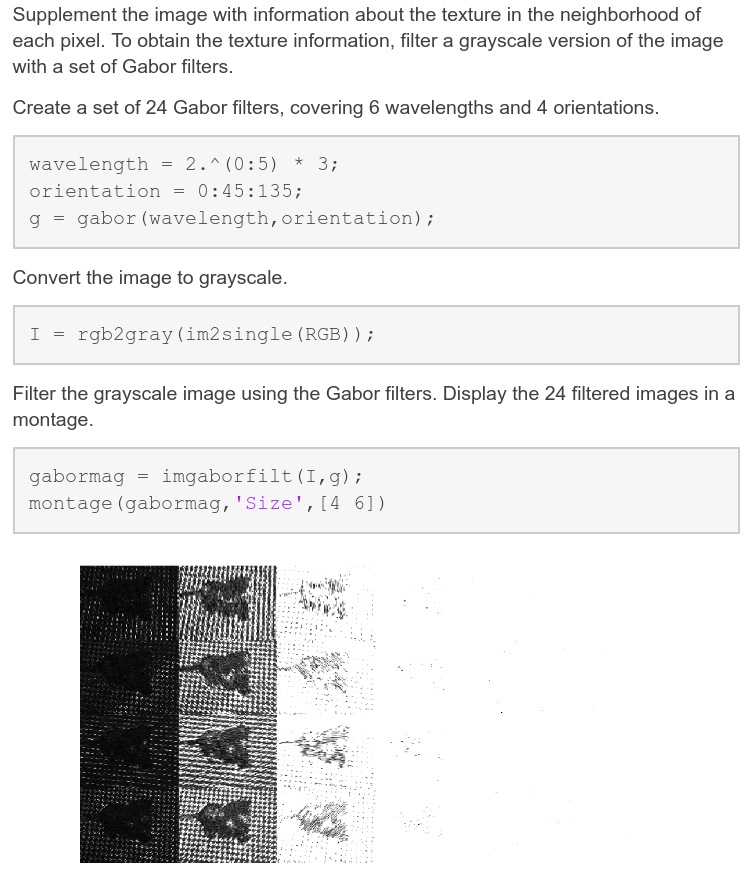 Supplement the image with information about the texture in the neighborhood of
each pixel. To obtain the texture information, filter a grayscale version of the image
with a set of Gabor filters.
Create a set of 24 Gabor filters, covering 6 wavelengths and 4 orientations.
wavelength = 2.^(0:5) * 3;
orientation = 0:45:135;
g = gabor(wavelength,orientation);
Convert the image to grayscale.
I = rgb2gray(im2single(RGB));
Filter the grayscale image using the Gabor filters. Display the 24 filtered images in a
montage.
gabormag = imgaborfilt(I,g);
montage(gabormag,'Size',[4 6])